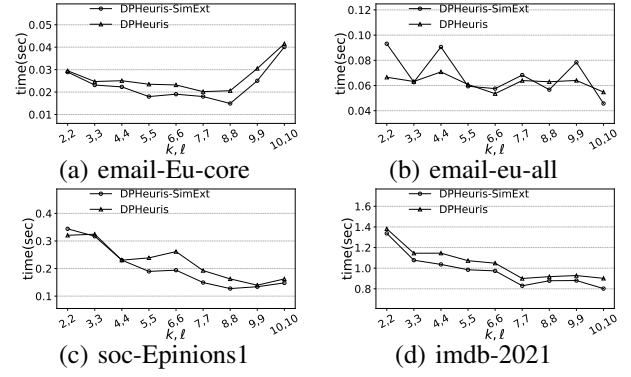 DPHeuris-SimExt
DPHeuris
time(sec)
0.05
0.04
0.03
0.02
0.01
2,2 3,3 4,4 5,5 6,6 7,7 8,8 9,9 10,10
k, ℓ
(a) email-Eu-core
DPHeuris-SimExt
DPHeuris
time(sec)
0.12
0.10
0.08
0.06
0.04
2,2 3,3 4,4 5,5 6,6 7,7 8,8 9,9 10,10
k, ℓ
(b) email-eu-all
DPHeuris-SimExt
DPHeuris
time(sec)
0.4
0.3
0.2
0.1
2,2 3,3 4,4 5,5 6,6 7,7 8,8 9,9 10,10
k, ℓ
(c) soc-Epinions1
DPHeuris-SimExt
DPHeuris
time(sec)
1.6
1.4
1.2
1.0
0.8
2,2 3,3 4,4 5,5 6,6 7,7 8,8 9,9 10,10
k, ℓ
(d) imdb-2021